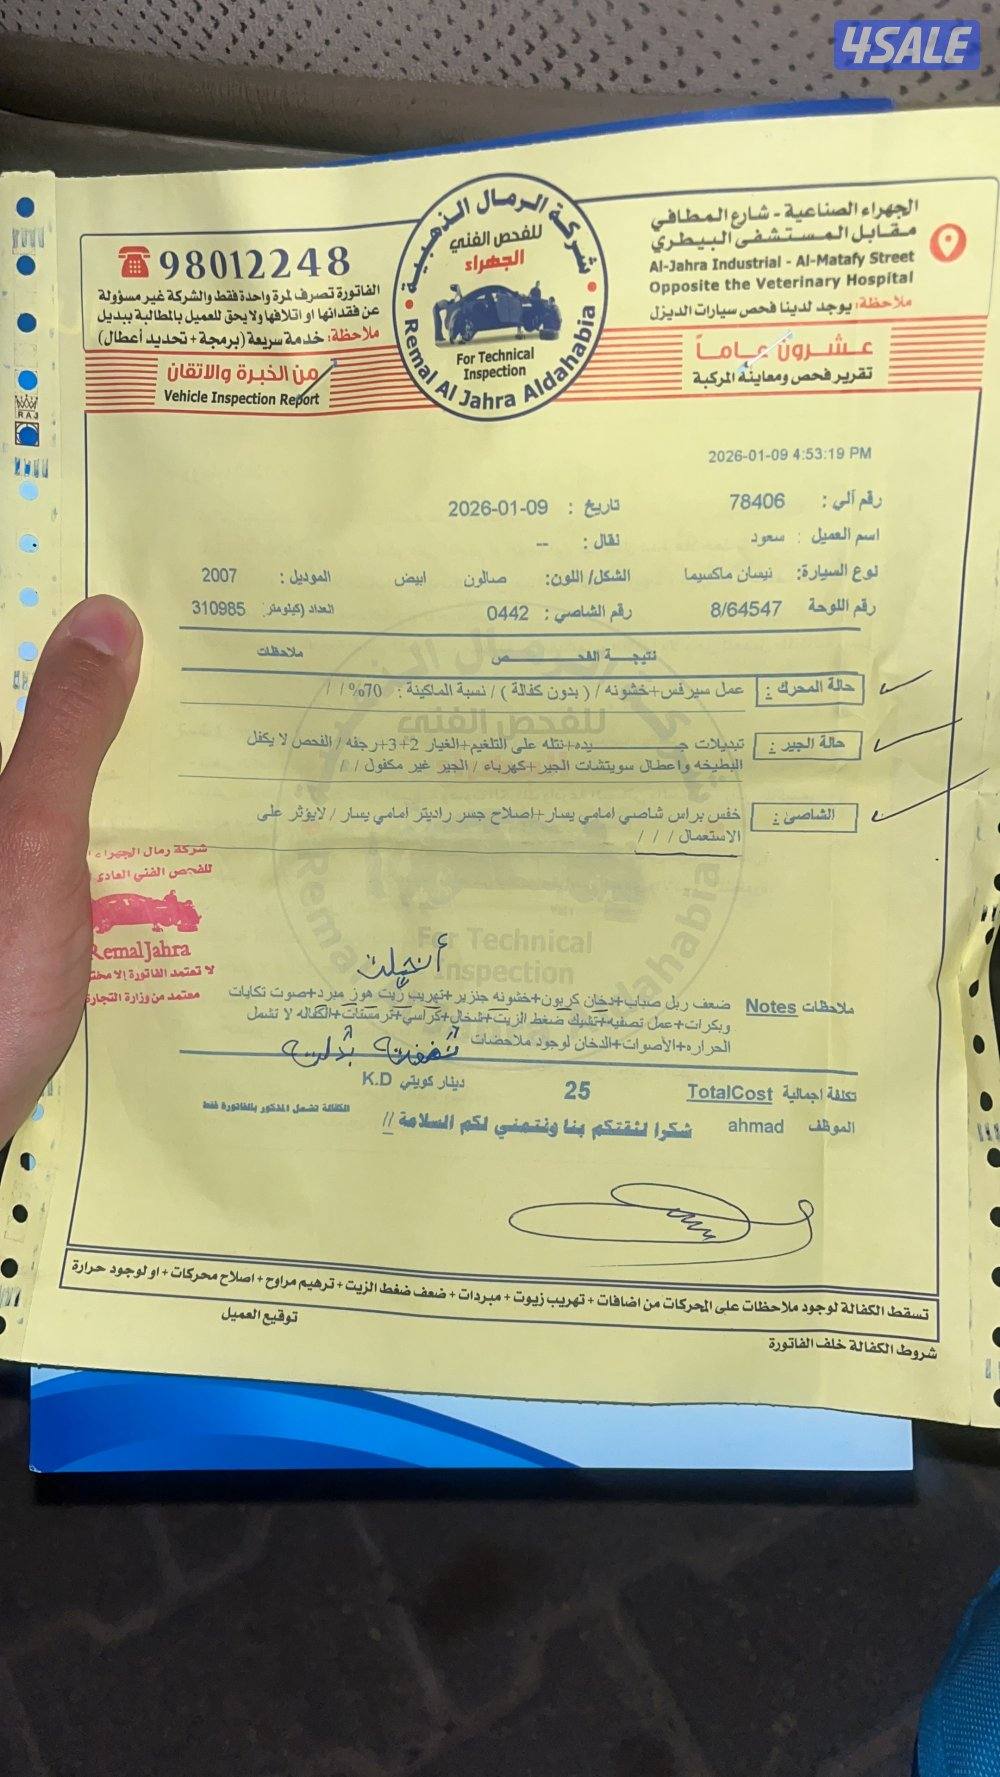 4SALE
شركة الرمال الذهبية
للفحص الفني
الجهراء
For Technical
Inspection
Remal Al Jahra Aldahabia
الجهراء الصناعية - شارع المطافي
مقابل المستشفى البيطري
Al-Jahra Industrial - Al-Matafy Street
Opposite the Veterinary Hospital
ملاحظة: يوجد لدينا فحص سيارات الديزل
98012248
الفاتورة تصرف لمرة واحدة فقط والشركة غير مسؤولة
عن فقدانها او اتلافها ولا يحق للعميل بالمطالبة ببديل
ملاحظة: خدمة سريعة (برمجة + تحديد أعطال)
عشرون عاماً
تقرير فحص ومعاينة المركبة
من الخبرة والاتقان
Vehicle Inspection Report
RAJ
2026-01-09 4:53:19 PM
رقم آلي : 78406 تاريخ : 2026-01-09
اسم العميل : سعود نقال : --
نوع السيارة: نيسان ماكسيما الشكل/ اللون: صالون ابيض الموديل : 2007
رقم اللوحة 8/64547 رقم الشاصي : 0442 العداد (كيلومتر: 310985
نتيجة الفحص ملاحظات
حالة المحرك : عمل سيرفس+خشونه / ( بدون كفالة ) / نسبة الماكينة : 70% / /
حالة الجير : تبديلات جيده+نتله على التلغيم+الغيار 2+3+رجفه / الفحص لا يكفل
البطيخه واعطال سويتشات الجير+كهرباء / الجير غير مكفول / /
الشاصي : خفس براس شاصي امامي يسار+اصلاح جسر راديتر امامي يسار / لايؤثر على
الاستعمال / / /
شركة رمال الجهراء
للفحص الفني العادي
RemalJahra
لا تعتمد الفاتورة إلا
معتمد من وزارة التجارة
For Technical
Inspection
ملاحظات Notes ضعف ربل صباب+دخان كربون+خشونه جنزير+تهريب زيت هوز مبرد+صوت تكايات
وبكرات+عمل تصفيه+تشيك ضغط الزيت+شخال+كراسي+ترمستات+الكفاله لا تشمل
الحراره+الأصوات+الدخان لوجود ملاحضات
تكلفة اجمالية TotalCost 25 دينار كويتي K.D
الموظف ahmad شكرا لثقتكم بنا ونتمني لكم السلامة //
الكفالة تشمل المذكور بالفاتورة فقط
تسقط الكفالة لوجود ملاحظات على المحركات من اضافات + تهريب زيوت + مبردات + ضعف ضغط الزيت + ترهيم مراوح + اصلاح محركات + او لوجود حرارة
شروط الكفالة خلف الفاتورة
توقيع العميل